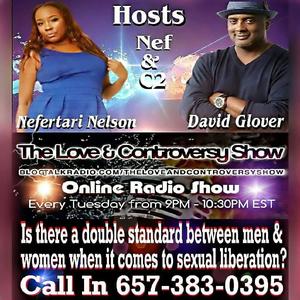 Hosts
Nef
&
C2
Nefertari Nelson
David Glover
The Love & Controversy Show
BLOGTALKRADIO.COM/THELOVEANDCONTROVERSYSHOW
Online Radio Show
Every Tuesday from 9PM - 10:30PM EST
Is there a double standard between men &
women when it comes to sexual liberation?
Call In 657-383-0395